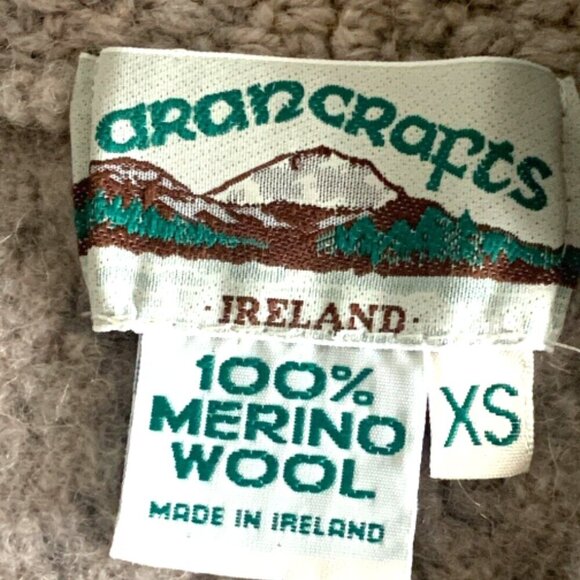 arancrafts
·IRELAND·
100%
MERINO
WOOL
MADE IN IRELAND
XS